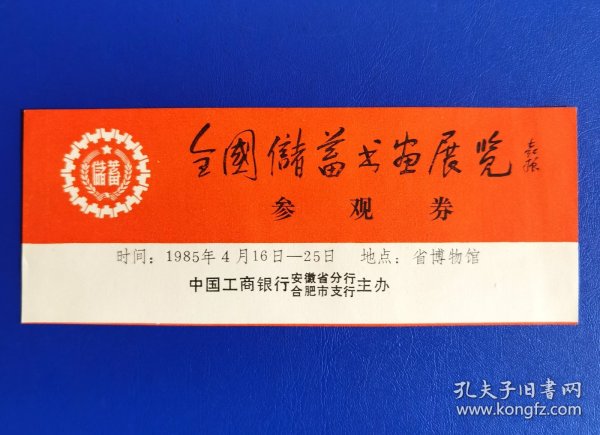 儲蓄
全國儲蓄书画展览
参观券
时间：1985年4月16日—25日 地点：省博物馆
中国工商银行安徽省分行合肥市支行主办
孔夫子旧书网
www.kongfz.com